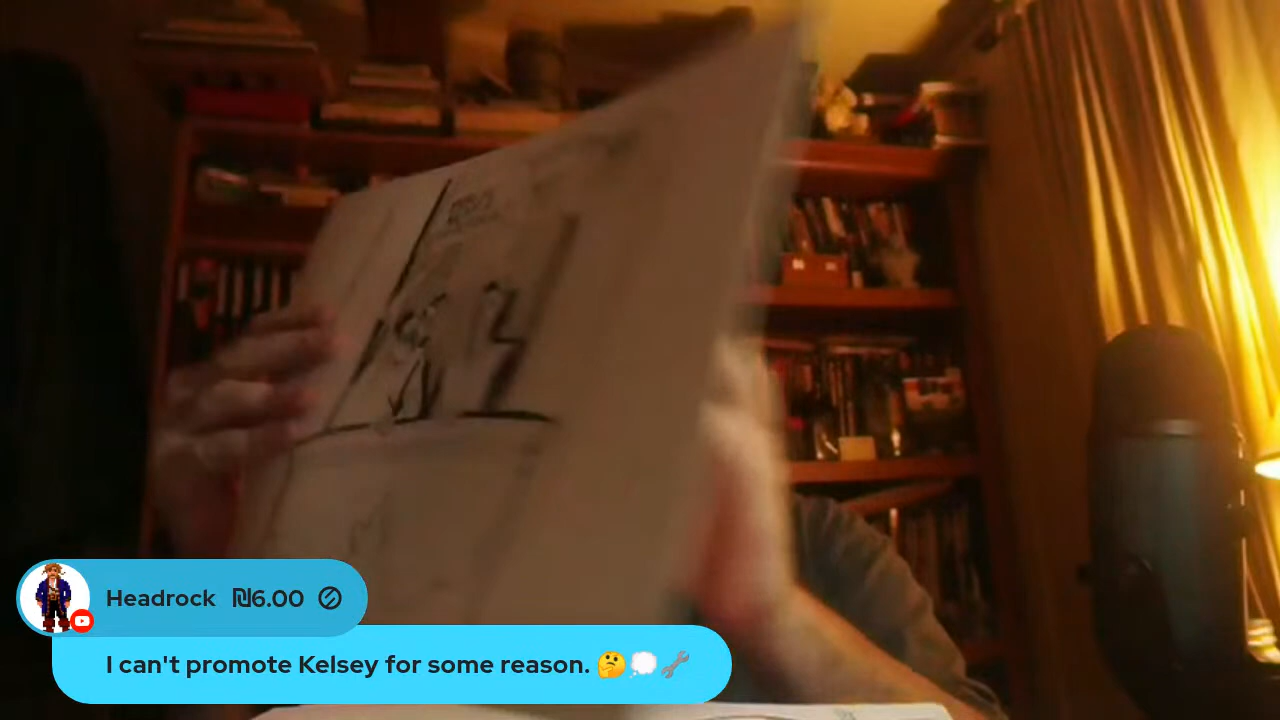 Headrock ₪6.00
I can't promote Kelsey for some reason. 🤔💭🔧